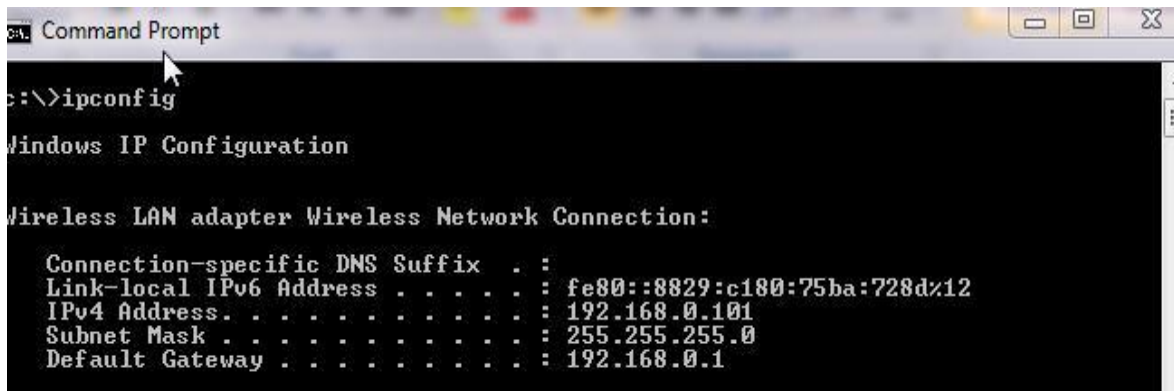 Command Prompt
c:\>ipconfig
Windows IP Configuration
Wireless LAN adapter Wireless Network Connection:
Connection-specific DNS Suffix . :
Link-local IPv6 Address . . . . . : fe80::8829:c180:75ba:728d%12
IPv4 Address. . . . . . . . . . . : 192.168.0.101
Subnet Mask . . . . . . . . . . . : 255.255.255.0
Default Gateway . . . . . . . . . : 192.168.0.1